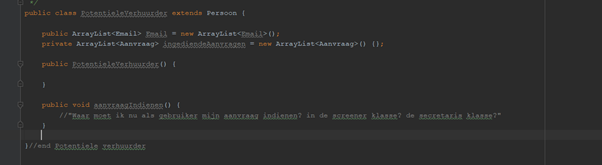 */
public class PotentieleVerhuurder extends Persoon {
public ArrayList<Email> Email = new ArrayList<Email>();
private ArrayList<Aanvraag> ingediendeAanvragen = new ArrayList<Aanvraag>() {};
public PotentieleVerhuurder() {
}
public void aanvraagIndienen() {
//"Waar moet ik nu als gebruiker mijn aanvraag indienen? in de screener klasse? de secretaris klasse?"
}
}//end Potentiele verhuurder